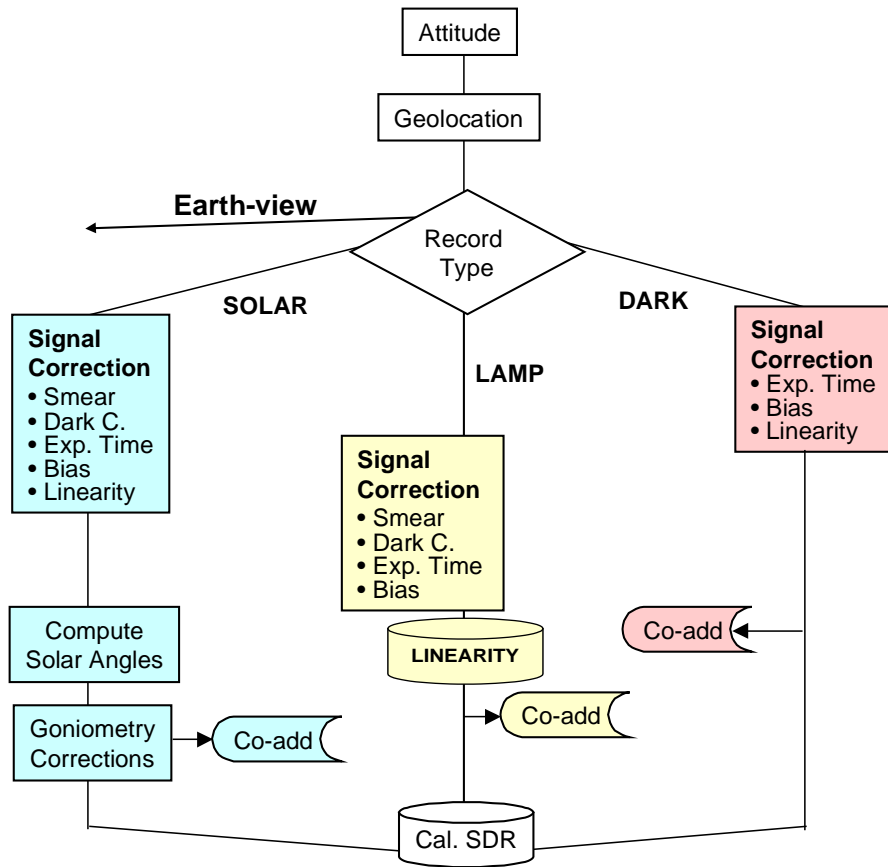 Attitude
Geolocation
Earth-view
Record
Type
SOLAR
DARK
LAMP
Signal
Correction
• Smear
• Dark C.
• Exp. Time
• Bias
• Linearity
Signal
Correction
• Smear
• Dark C.
• Exp. Time
• Bias
Signal
Correction
• Exp. Time
• Bias
• Linearity
Compute
Solar Angles
LINEARITY
Co-add
Goniometry
Corrections
Co-add
Co-add
Cal. SDR